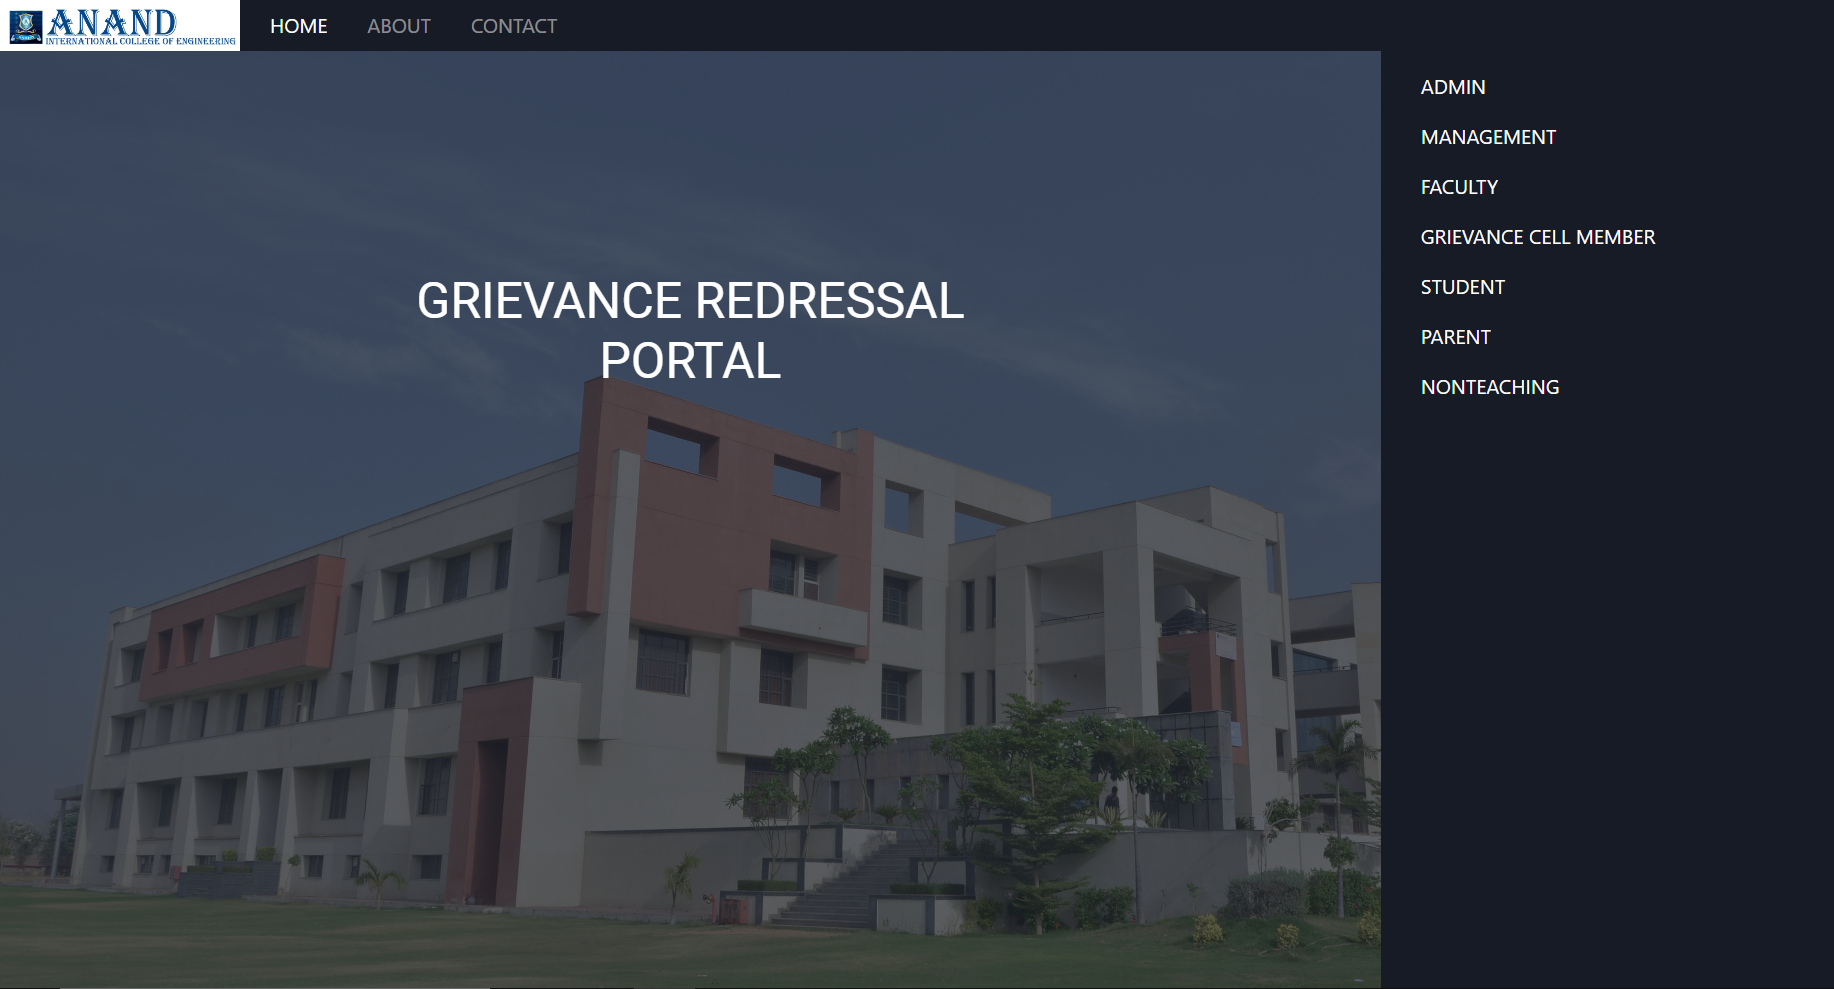 ANAND
INTERNATIONAL COLLEGE OF ENGINEERING
HOME
ABOUT
CONTACT
GRIEVANCE REDRESSAL
PORTAL
ADMIN
MANAGEMENT
FACULTY
GRIEVANCE CELL MEMBER
STUDENT
PARENT
NONTEACHING